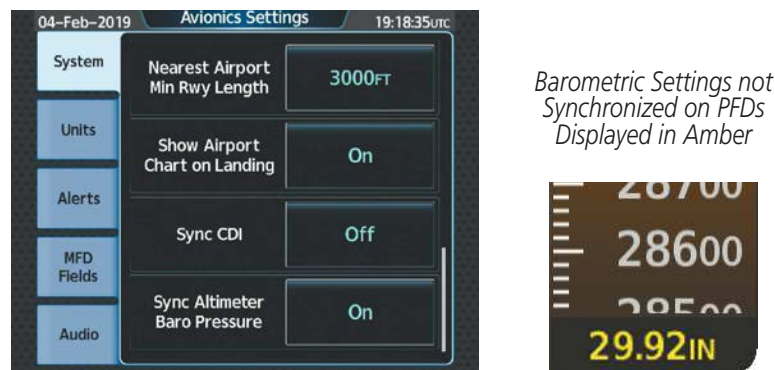 04–Feb–2019
Avionics Settings
19:18:35UTC
System
Units
Alerts
MFD
Fields
Audio
Nearest Airport
Min Rwy Length
3000FT
Show Airport
Chart on Landing
On
Sync CDI
Off
Sync Altimeter
Baro Pressure
On
Barometric Settings not
Synchronized on PFDs
Displayed in Amber
28700
28600
28500
29.92IN